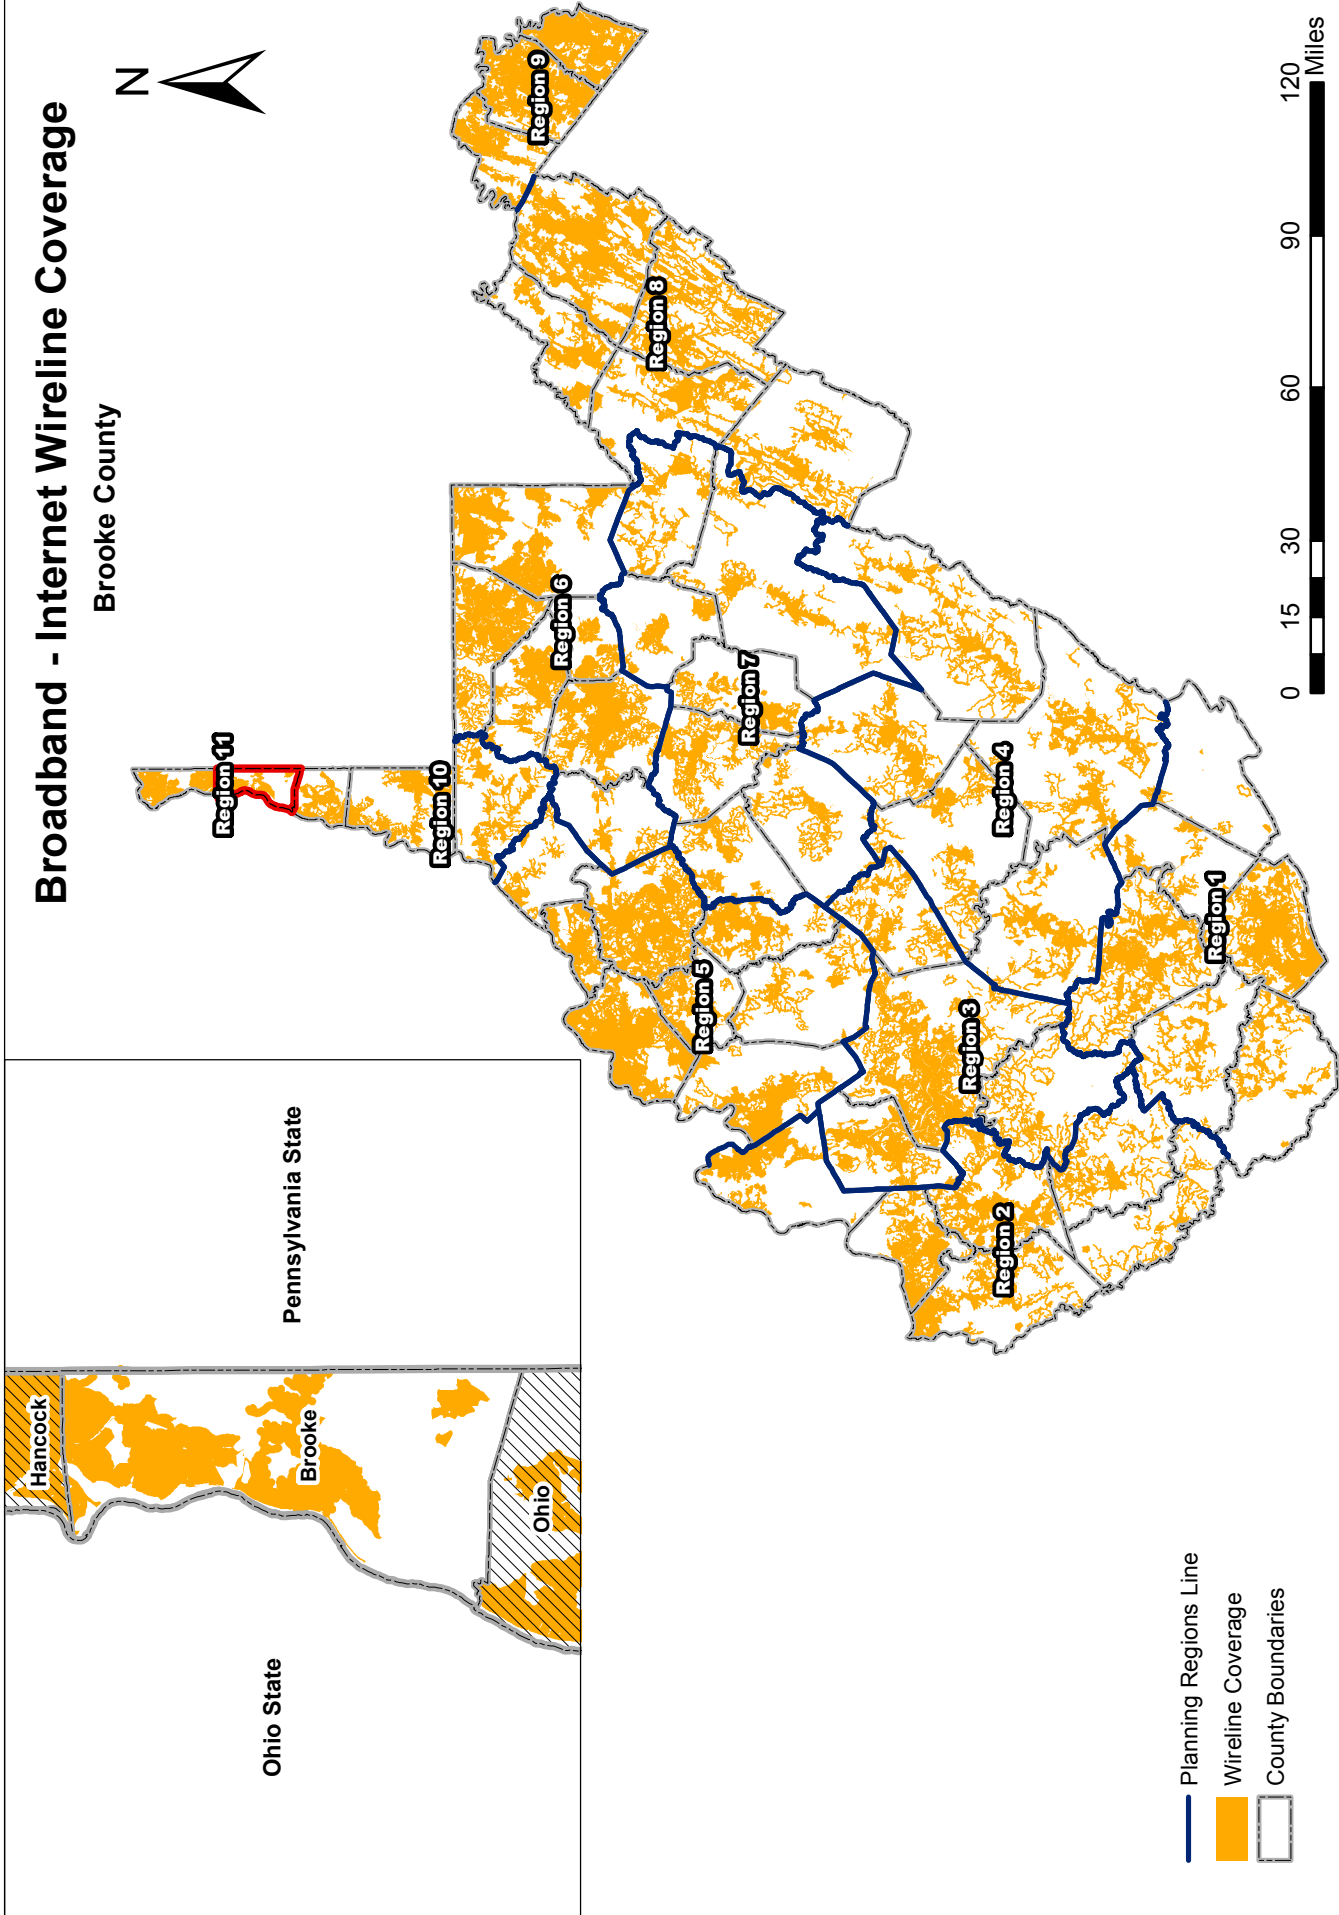 Broadband - Internet Wireline Coverage
Brooke County
N
Ohio State
Pennsylvania State
Hancock
Brooke
Ohio
Region 11
Region 10
Region 6
Region 9
Region 8
Region 5
Region 7
Region 3
Region 4
Region 2
Region 1
Planning Regions Line
Wireline Coverage
County Boundaries
0 15 30 60 90 120
Miles